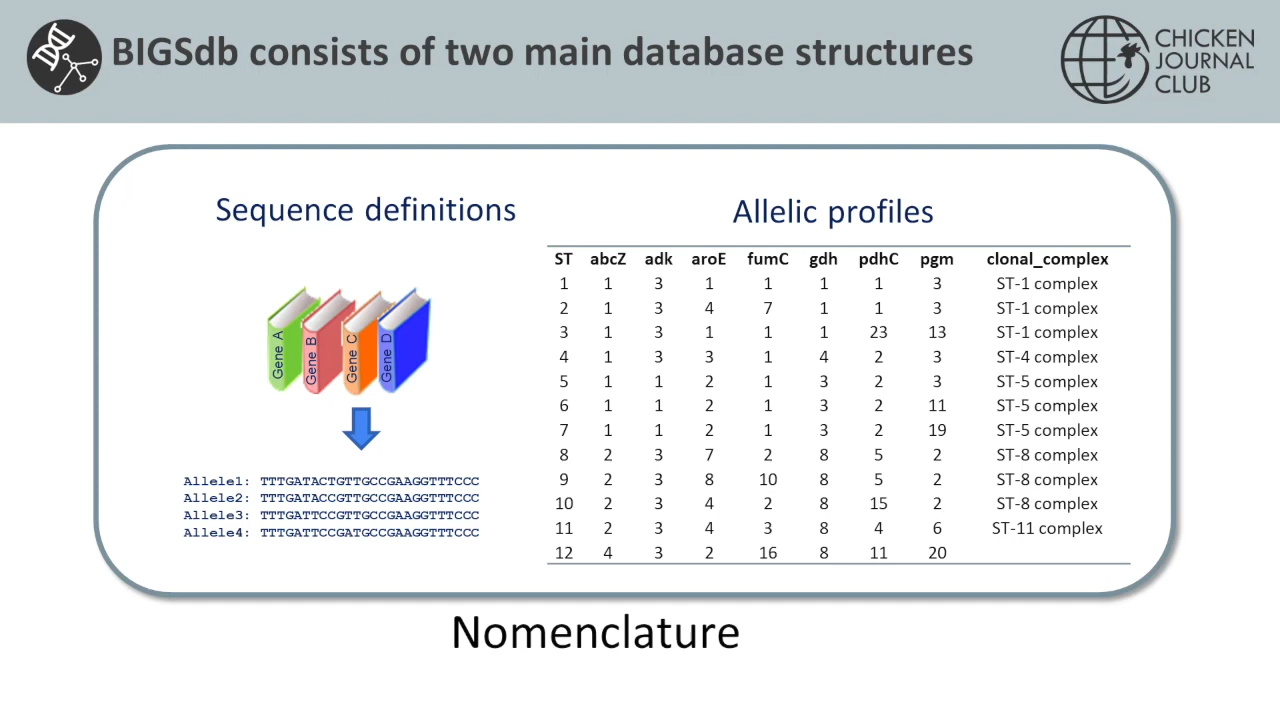 BIGSdb consists of two main database structures
CHICKEN
JOURNAL
CLUB
Sequence definitions
Gene A
Gene B
Gene C
Gene D
Allele1: TTTGATACTGTTGCCGAAGGTTTCCC
Allele2: TTTGATACCGTTGCCGAAGGTTTCCC
Allele3: TTTGATTCCGTTGCCGAAGGTTTCCC
Allele4: TTTGATTCCGATGCCGAAGGTTTCCC
Allelic profiles
ST abcZ adk aroE fumC gdh pdhC pgm clonal_complex
1 1 3 1 1 1 1 3 ST-1 complex
2 1 3 4 7 1 1 3 ST-1 complex
3 1 3 1 1 1 23 13 ST-1 complex
4 1 3 3 1 4 2 3 ST-4 complex
5 1 1 2 1 3 2 3 ST-5 complex
6 1 1 2 1 3 2 11 ST-5 complex
7 1 1 2 1 3 2 19 ST-5 complex
8 2 3 7 2 8 5 2 ST-8 complex
9 2 3 8 10 8 5 2 ST-8 complex
10 2 3 4 2 8 15 2 ST-8 complex
11 2 3 4 3 8 4 6 ST-11 complex
12 4 3 2 16 8 11 20
Nomenclature